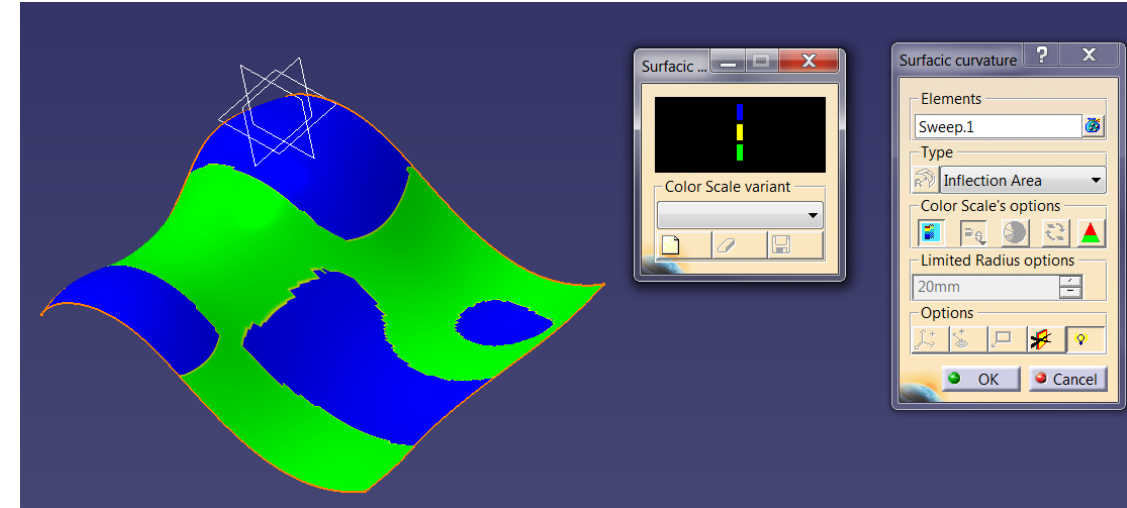 Surfacic ...
Color Scale variant
Surfacic curvature
Elements
Sweep.1
Type
Inflection Area
Color Scale's options
Limited Radius options
20mm
Options
OK
Cancel